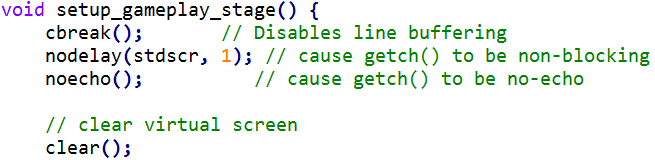 void setup_gameplay_stage() {
    cbreak();       // Disables line buffering
    nodelay(stdscr, 1); // cause getch() to be non-blocking
    noecho();          // cause getch() to be no-echo

    // clear virtual screen
    clear();